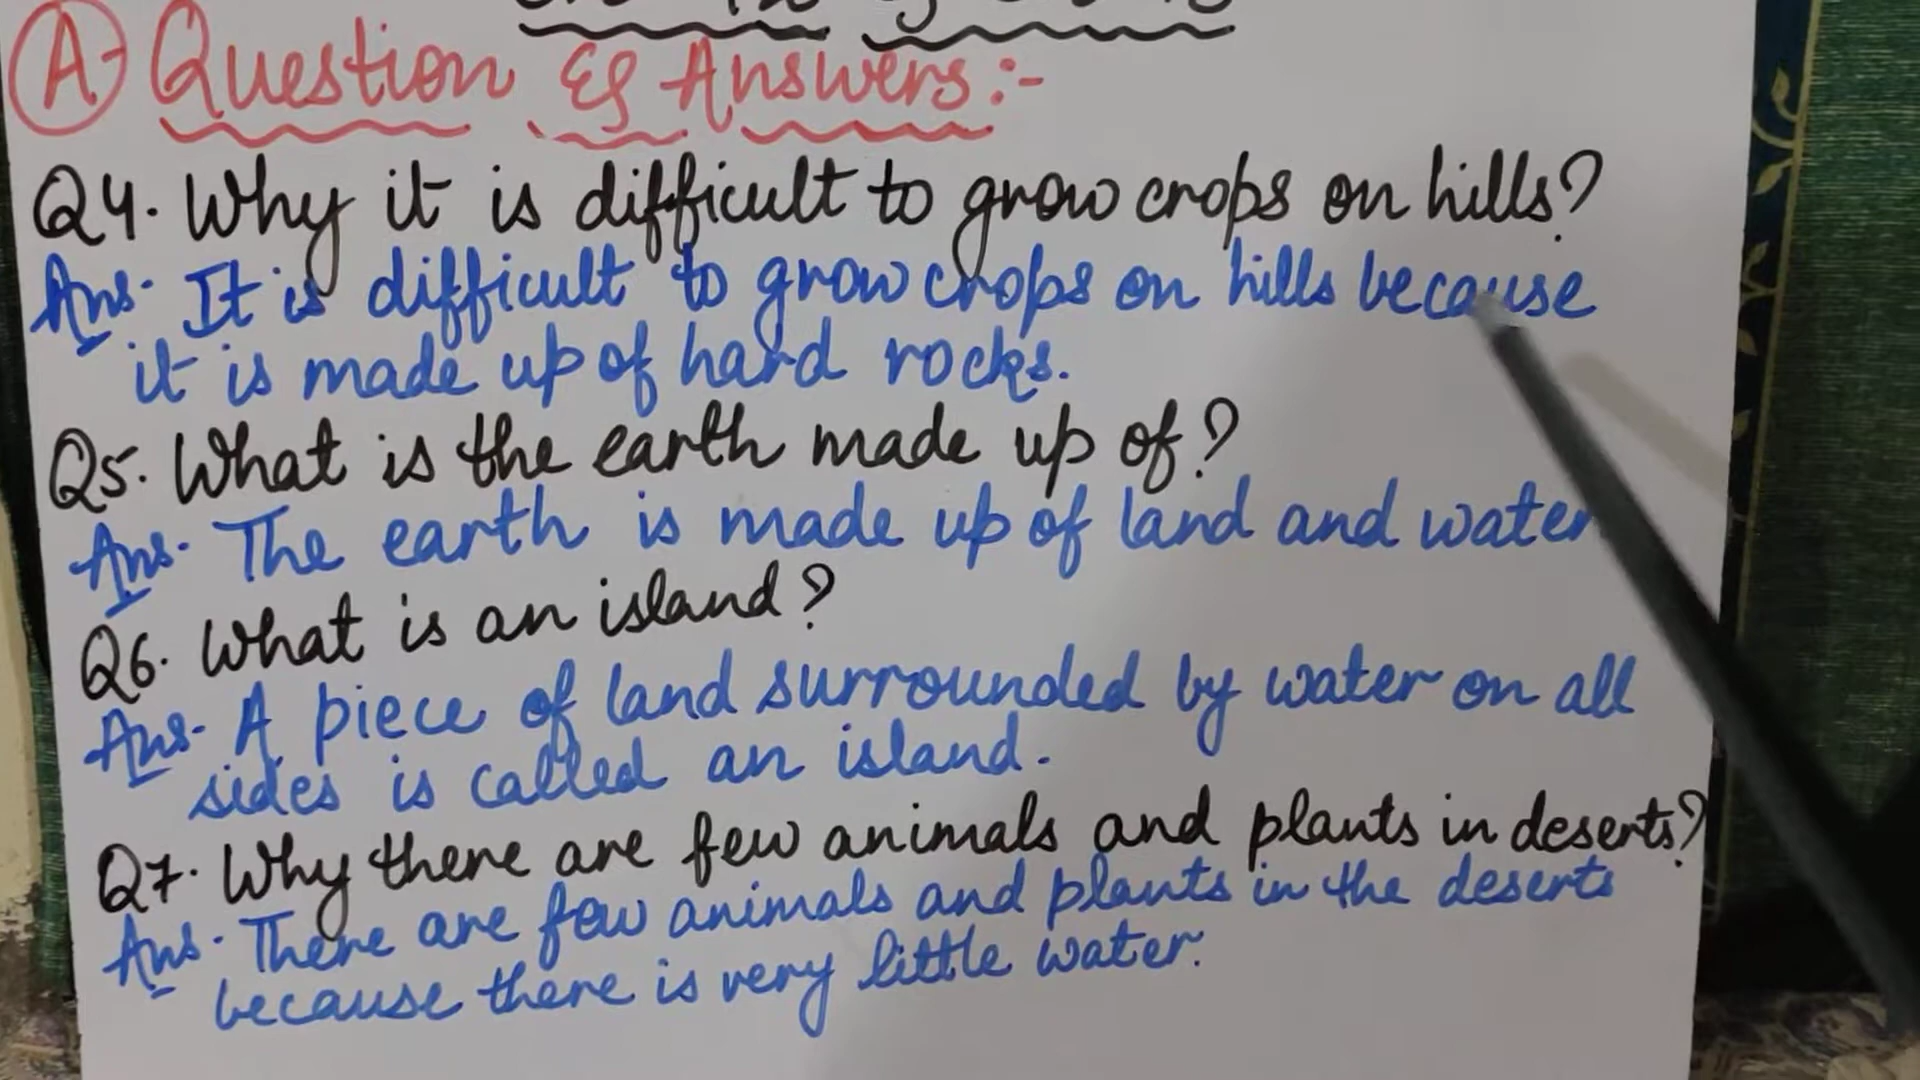 A- Question & Answers:-
Q4. Why it is difficult to grow crops on hills?
Ans. It is difficult to grow crops on hills because
it is made up of hard rocks.
Q5. What is the earth made up of?
Ans. The earth is made up of land and water
Q6. What is an island?
Ans. A piece of land surrounded by water on all
sides is called an island.
Q7. Why there are few animals and plants in deserts?
Ans. There are few animals and plants in the deserts
because there is very little water.